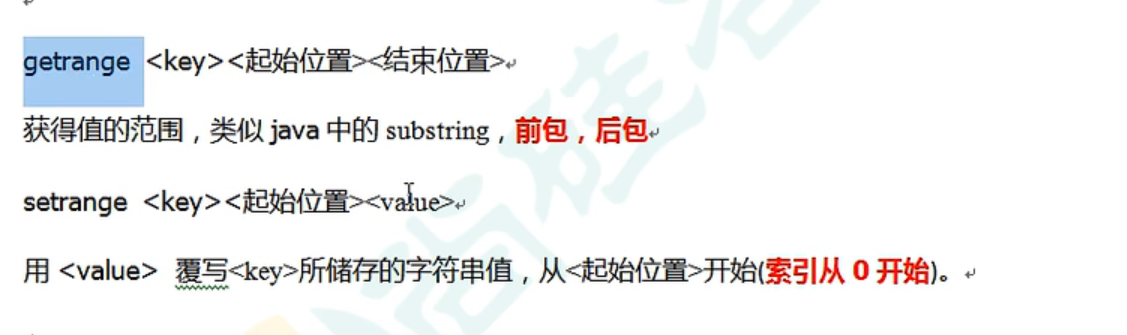 getrange <key><起始位置><结束位置>
获得值的范围，类似 java 中的 substring，前包，后包
setrange <key><起始位置><value>
用 <value> 覆写<key>所储存的字符串值，从<起始位置>开始(索引从 0 开始)。